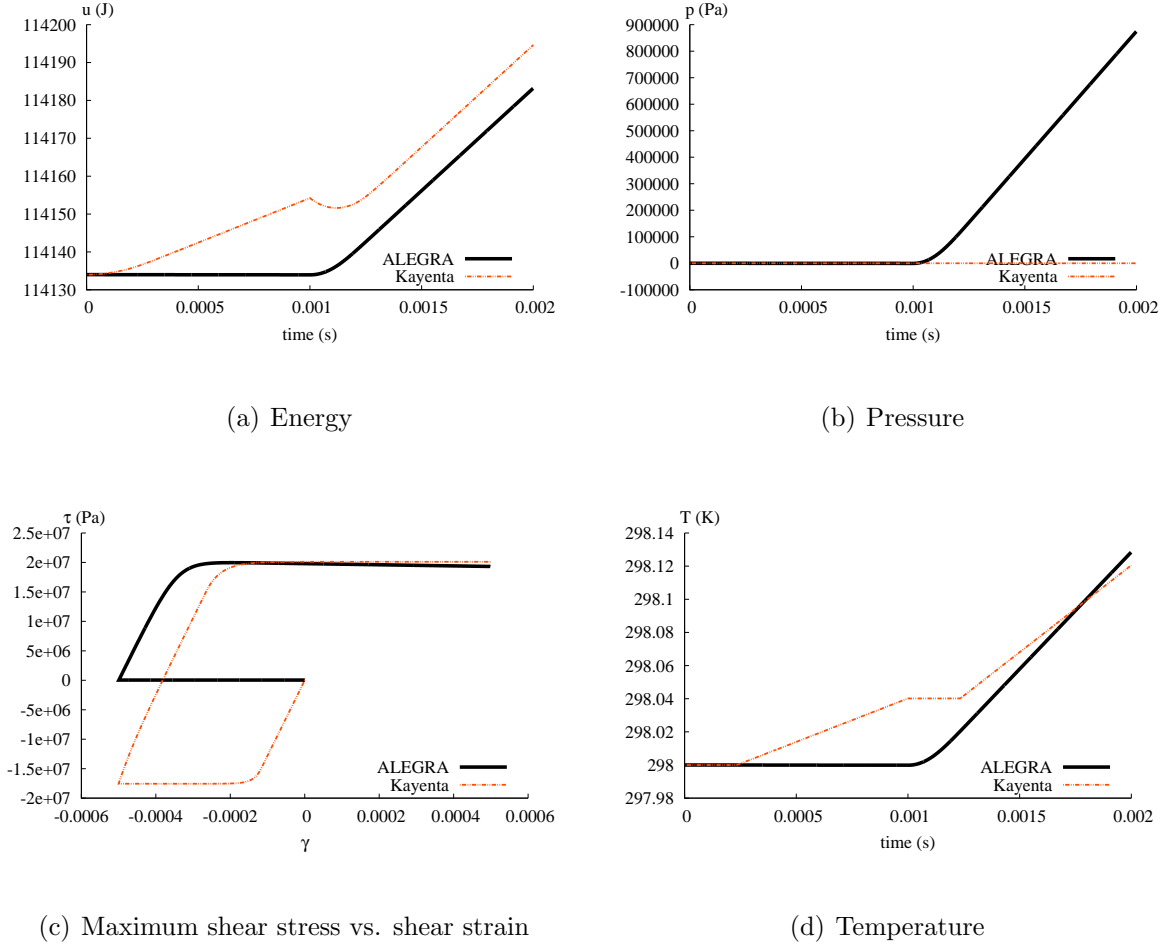 u (J)
114200
114190
114180
114170
114160
114150
114140
114130
0
0.0005
0.001
0.0015
0.002
time (s)
ALEGRA
Kayenta
(a) Energy
p (Pa)
900000
800000
700000
600000
500000
400000
300000
200000
100000
0
-100000
0
0.0005
0.001
0.0015
0.002
time (s)
ALEGRA
Kayenta
(b) Pressure
τ (Pa)
2.5e+07
2e+07
1.5e+07
1e+07
5e+06
0
-5e+06
-1e+07
-1.5e+07
-2e+07
-0.0006
-0.0004
-0.0002
0
0.0002
0.0004
0.0006
γ
ALEGRA
Kayenta
(c) Maximum shear stress vs. shear strain
T (K)
298.14
298.12
298.1
298.08
298.06
298.04
298.02
298
297.98
0
0.0005
0.001
0.0015
0.002
time (s)
ALEGRA
Kayenta
(d) Temperature